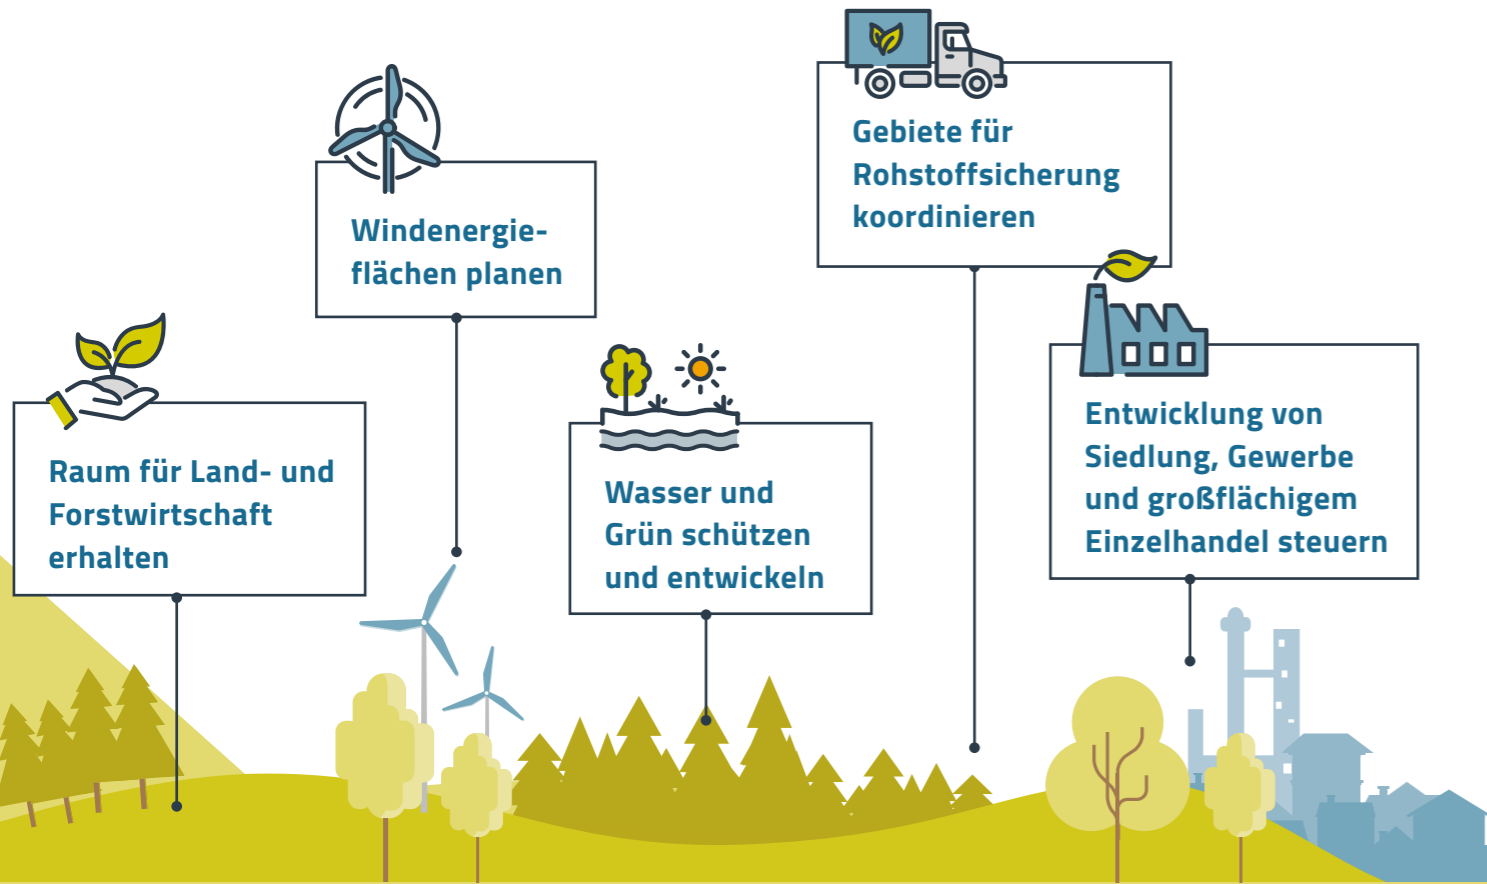 Raum für Land- und
Forstwirtschaft
erhalten
Windenergie-
flächen planen
Wasser und
Grün schützen
und entwickeln
Gebiete für
Rohstoffsicherung
koordinieren
Entwicklung von
Siedlung, Gewerbe
und großflächigem
Einzelhandel steuern